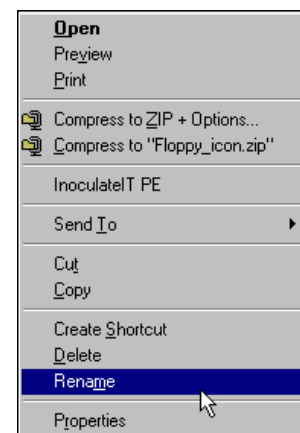 Open
Preview
Print
Compress to ZIP + Options...
Compress to "Floppy_icon.zip"
InoculateIT PE
Send To
Cut
Copy
Create Shortcut
Delete
Rename
Properties